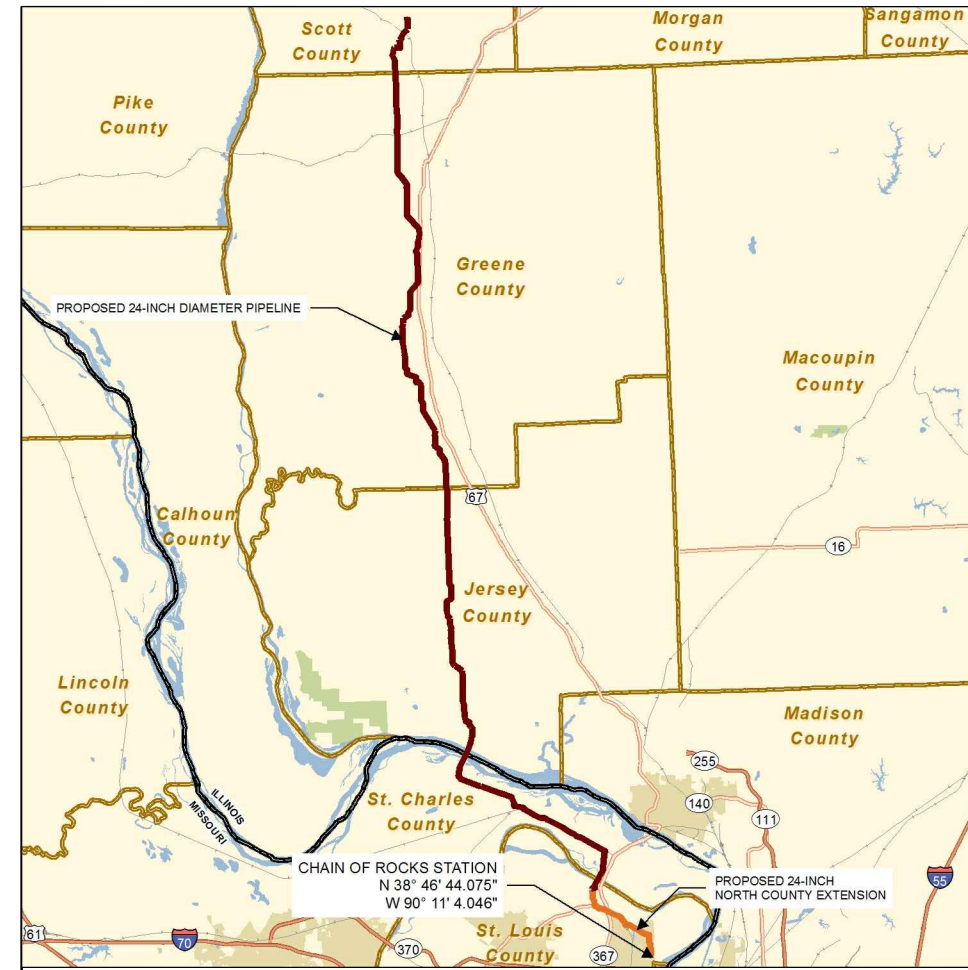 Scott
County
Morgan
County
Sangamon
County
Pike
County
Greene
County
PROPOSED 24-INCH DIAMETER PIPELINE
Macoupin
County
67
Calhoun
County
16
Jersey
County
Lincoln
County
Madison
County
255
140
111
St. Charles
County
ILLINOIS
MISSOURI
CHAIN OF ROCKS STATION
N 38° 46' 44.075"
W 90° 11' 4.046"
PROPOSED 24-INCH
NORTH COUNTY EXTENSION
55
61
70
370
St. Louis
County
367